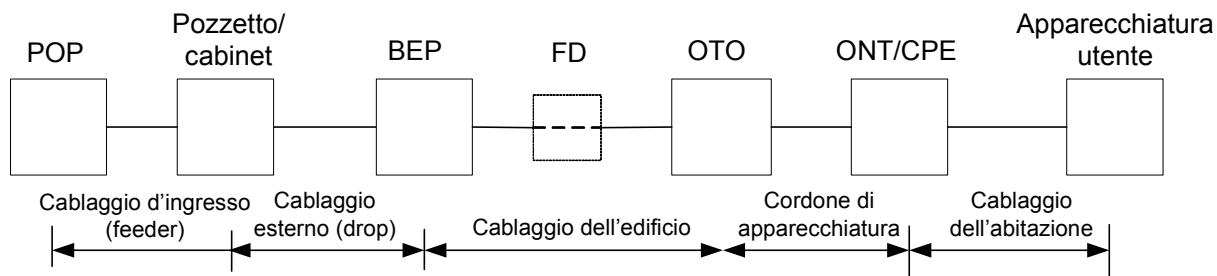 POP
Pozzetto/
cabinet
BEP
FD
OTO
ONT/CPE
Apparecchiatura
utente
Cablaggio d'ingresso
(feeder)
Cablaggio
esterno (drop)
Cablaggio dell'edificio
Cordone di
apparecchiatura
Cablaggio
dell'abitazione